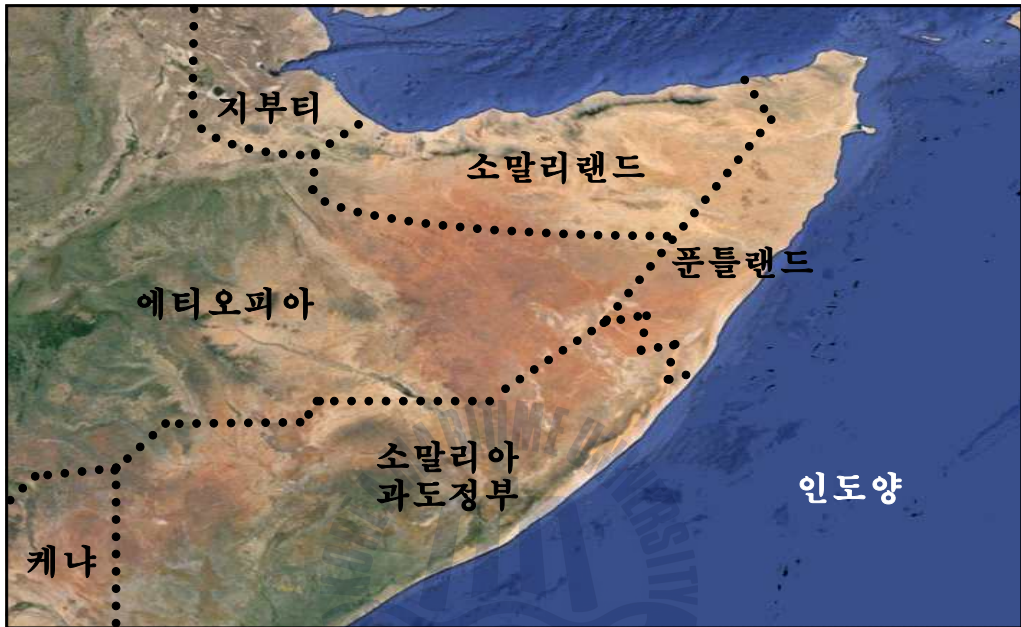 지부티
소말리랜드
푼틀랜드
에티오피아
소말리아
과도정부
인도양
케냐